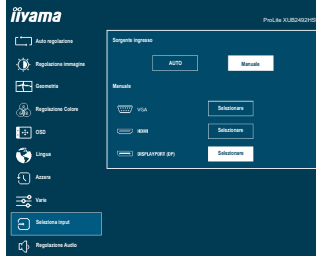 iiyama
ProLite XUB2492HS
Auto regolazione
Regolazione immagine
Geometria
Regolazione Colore
OSD
Lingua
Azzera
Varie
Seleziona input
Regolazione Audio
Sorgente ingresso
AUTO
Manuale
Manuale
VGA
Selezionare
HDMI
Selezionare
DISPLAYPORT (DP)
Selezionare